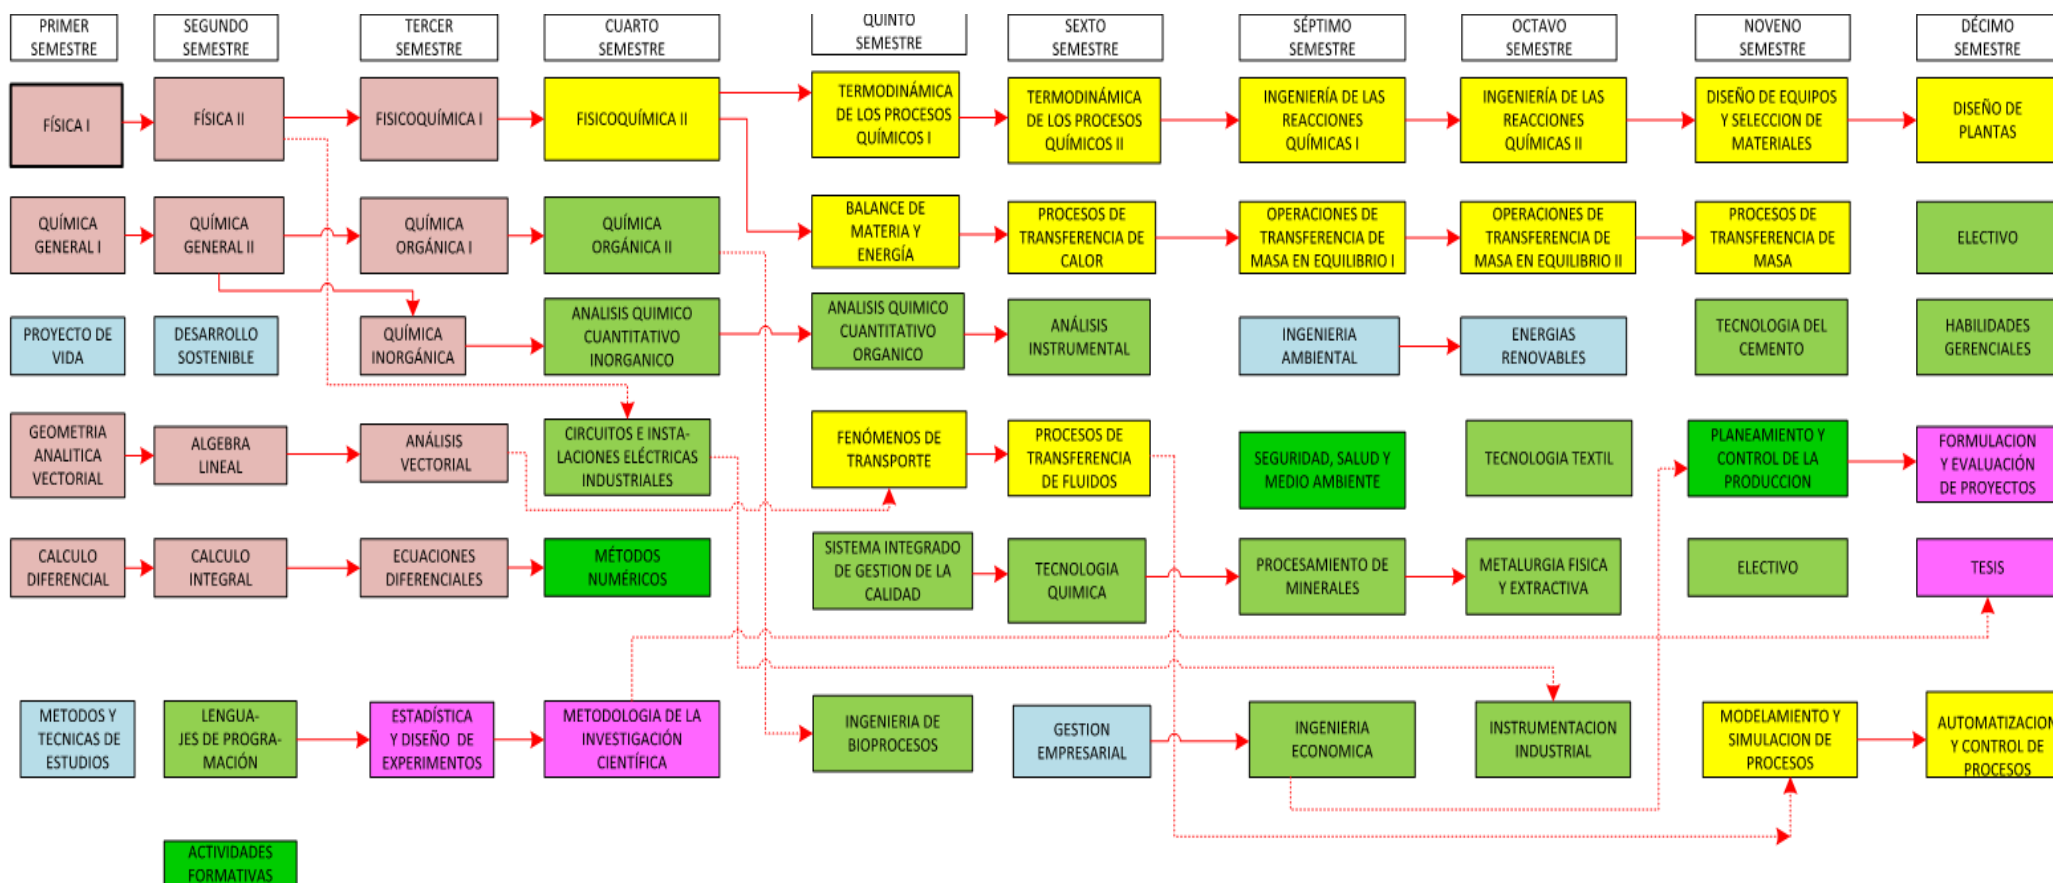 PRIMER
SEMESTRE
SEGUNDO
SEMESTRE
TERCER
SEMESTRE
CUARTO
SEMESTRE
QUINTO
SEMESTRE
SEXTO
SEMESTRE
SÉPTIMO
SEMESTRE
OCTAVO
SEMESTRE
NOVENO
SEMESTRE
DÉCIMO
SEMESTRE
FÍSICA I
FÍSICA II
FISICOQUÍMICA I
FISICOQUÍMICA II
TERMODINÁMICA
DE LOS PROCESOS
QUÍMICOS I
TERMODINÁMICA
DE LOS PROCESOS
QUÍMICOS II
INGENIERÍA DE LAS
REACCIONES
QUÍMICAS I
INGENIERÍA DE LAS
REACCIONES
QUÍMICAS II
DISEÑO DE EQUIPOS
Y SELECCION DE
MATERIALES
DISEÑO DE
PLANTAS
QUÍMICA
GENERAL I
QUÍMICA
GENERAL II
QUÍMICA
ORGÁNICA I
QUÍMICA
ORGÁNICA II
BALANCE DE
MATERIA Y
ENERGÍA
PROCESOS DE
TRANSFERENCIA DE
CALOR
OPERACIONES DE
TRANSFERENCIA DE
MASA EN EQUILIBRIO I
OPERACIONES DE
TRANSFERENCIA DE
MASA EN EQUILIBRIO II
PROCESOS DE
TRANSFERENCIA DE
MASA
ELECTIVO
PROYECTO DE
VIDA
DESARROLLO
SOSTENIBLE
QUÍMICA
INORGÁNICA
ANALISIS QUIMICO
CUANTITATIVO
INORGANICO
ANALISIS QUIMICO
CUANTITATIVO
ORGANICO
ANÁLISIS
INSTRUMENTAL
INGENIERIA
AMBIENTAL
ENERGIAS
RENOVABLES
TECNOLOGIA DEL
CEMENTO
HABILIDADES
GERENCIALES
GEOMETRIA
ANALITICA
VECTORIAL
ALGEBRA
LINEAL
ANÁLISIS
VECTORIAL
CIRCUITOS E INSTA-
LACIONES ELÉCTRICAS
INDUSTRIALES
FENÓMENOS DE
TRANSPORTE
PROCESOS DE
TRANSFERENCIA
DE FLUIDOS
SEGURIDAD, SALUD Y
MEDIO AMBIENTE
TECNOLOGIA TEXTIL
PLANEAMIENTO Y
CONTROL DE LA
PRODUCCION
FORMULACION
Y EVALUACIÓN
DE PROYECTOS
CALCULO
DIFERENCIAL
CALCULO
INTEGRAL
ECUACIONES
DIFERENCIALES
MÉTODOS
NUMÉRICOS
SISTEMA INTEGRADO
DE GESTION DE LA
CALIDAD
TECNOLOGIA
QUIMICA
PROCESAMIENTO DE
MINERALES
METALURGIA FISICA
Y EXTRACTIVA
ELECTIVO
TESIS
METODOS Y
TECNICAS DE
ESTUDIOS
LENGUA-
JES DE PROGRA-
MACIÓN
ESTADÍSTICA
Y DISEÑO DE
EXPERIMENTOS
METODOLOGIA DE LA
INVESTIGACIÓN
CIENTÍFICA
INGENIERIA DE
BIOPROCESOS
GESTION
EMPRESARIAL
INGENIERIA
ECONOMICA
INSTRUMENTACION
INDUSTRIAL
MODELAMIENTO Y
SIMULACION DE
PROCESOS
AUTOMATIZACION
Y CONTROL DE
PROCESOS
ACTIVIDADES
FORMATIVAS